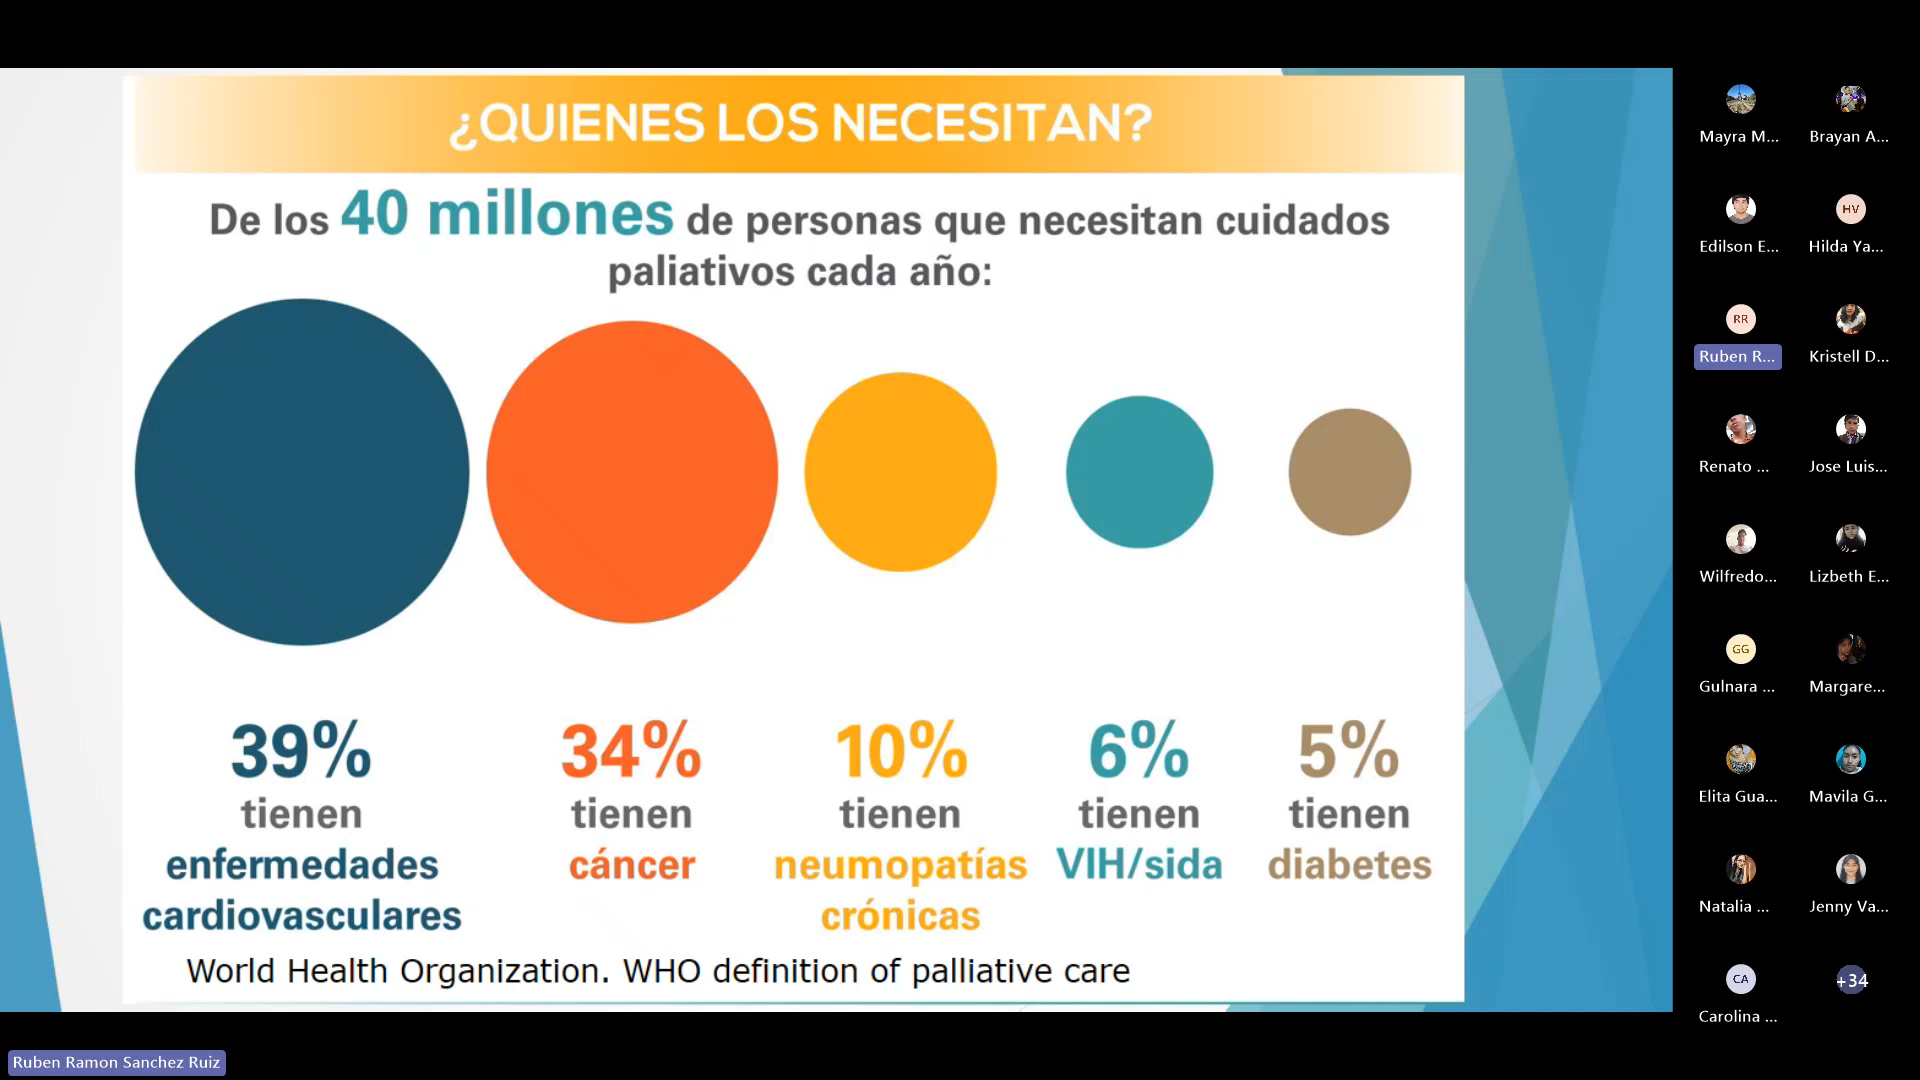 ¿QUIENES LOS NECESITAN?
De los 40 millones de personas que necesitan cuidados
paliativos cada año:
39%
tienen
enfermedades
cardiovasculares
34%
tienen
cáncer
10%
tienen
neumopatías
crónicas
6%
tienen
VIH/sida
5%
tienen
diabetes
World Health Organization. WHO definition of palliative care
Mayra M...
Brayan A...
Edilson E...
HV
Hilda Ya...
RR
Ruben R...
Kristell D...
Renato ...
Jose Luis...
Wilfredo...
Lizbeth E...
GG
Gulnara ...
Margare...
Elita Gua...
Mavila G...
Natalia ...
Jenny Va...
CA
Carolina ...
+34
Ruben Ramon Sanchez Ruiz